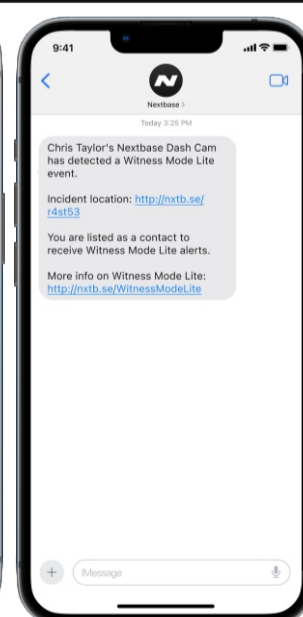 9:41
N
Nextbase >
Today 3:25 PM
Chris Taylor's Nextbase Dash Cam
has detected a Witness Mode Lite
event.
Incident location: http://nxtb.se/
r4st53
You are listed as a contact to
receive Witness Mode Lite alerts.
More info on Witness Mode Lite:
http://nxtb.se/WitnessModeLite
iMessage